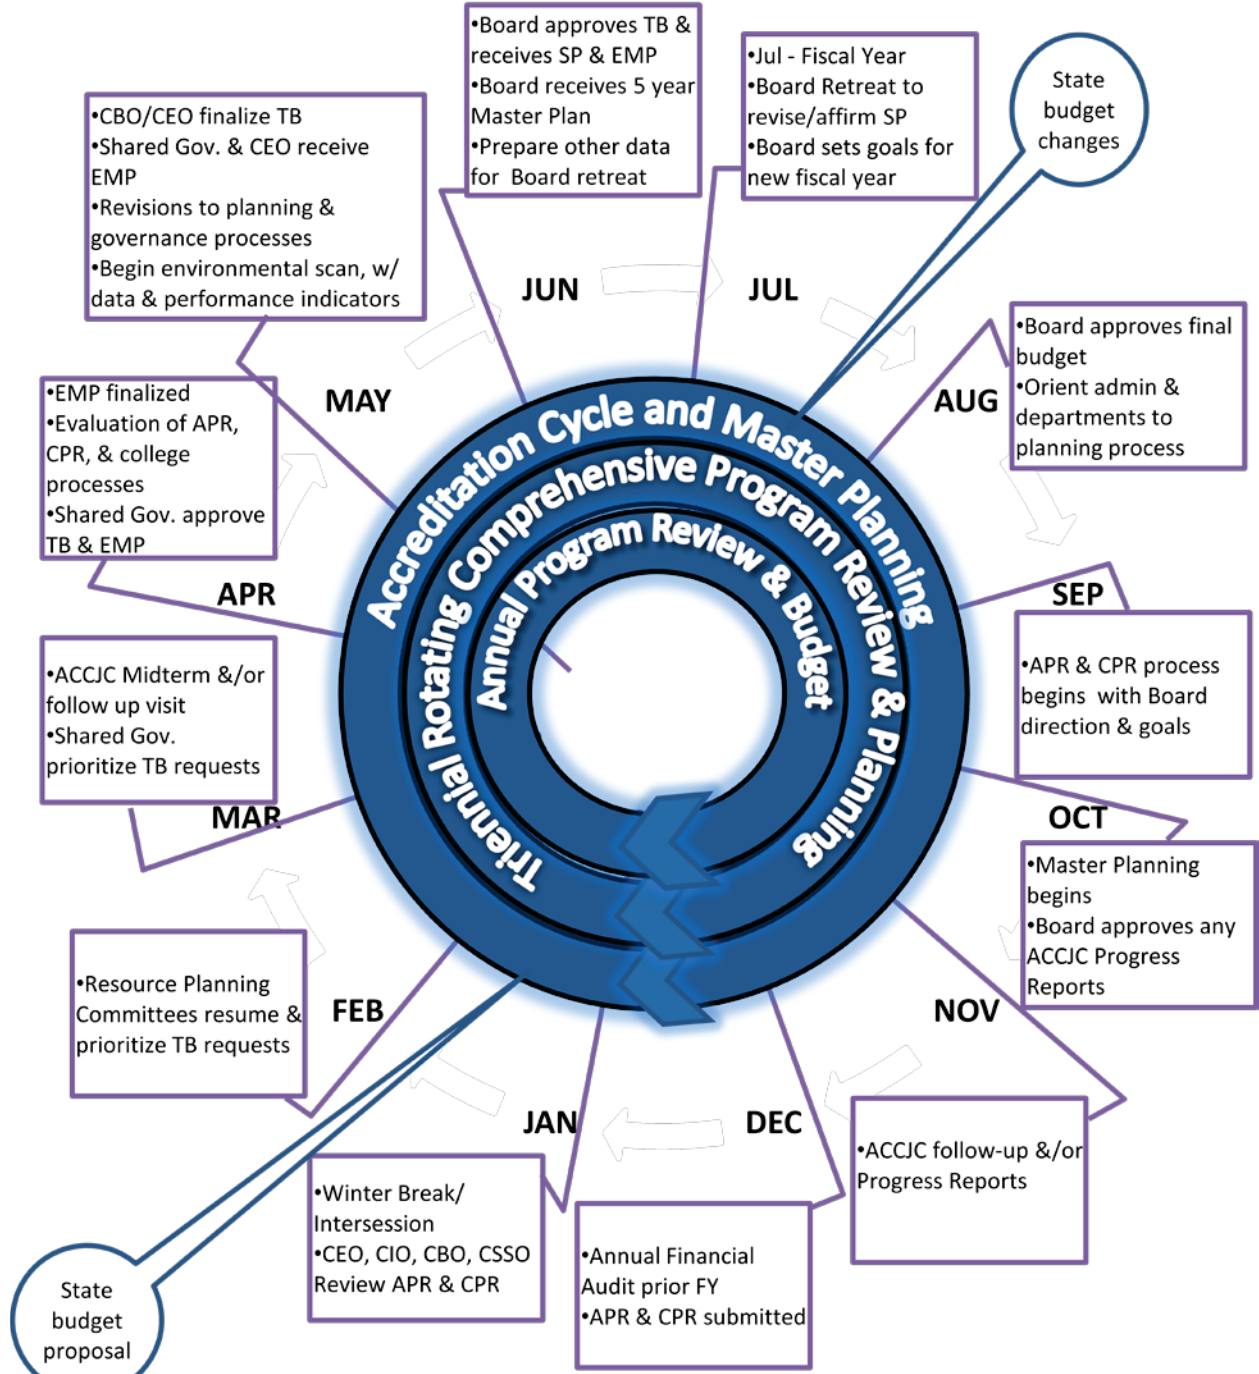 •Board approves TB &
receives SP & EMP
•Board receives 5 year
Master Plan
•Prepare other data
for Board retreat
•Jul - Fiscal Year
•Board Retreat to
revise/affirm SP
•Board sets goals for
new fiscal year
State
budget
changes
•CBO/CEO finalize TB
•Shared Gov. & CEO receive
EMP
•Revisions to planning &
governance processes
•Begin environmental scan, w/
data & performance indicators
JUN
JUL
•Board approves final
budget
•Orient admin &
departments to
planning process
MAY
AUG
•EMP finalized
•Evaluation of APR,
CPR, & college
processes
•Shared Gov. approve
TB & EMP
Accreditation Cycle and Master Planning
Triennial Rotating Comprehensive Program Review & Planning
Annual Program Review & Budget
APR
SEP
•APR & CPR process
begins with Board
direction & goals
•ACCJC Midterm &/or
follow up visit
•Shared Gov.
prioritize TB requests
MAR
OCT
•Master Planning
begins
•Board approves any
ACCJC Progress
Reports
•Resource Planning
Committees resume &
prioritize TB requests
FEB
NOV
JAN
DEC
•ACCJC follow-up &/or
Progress Reports
•Winter Break/
Intersession
•CEO, CIO, CBO, CSSO
Review APR & CPR
•Annual Financial
Audit prior FY
•APR & CPR submitted
State
budget
proposal